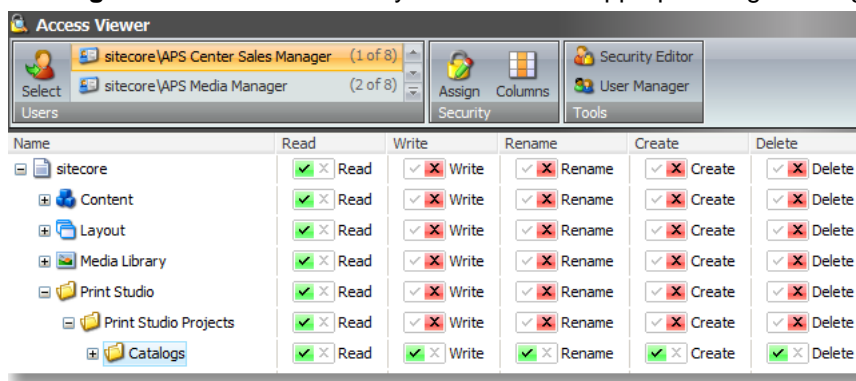 Access Viewer
sitecore\APS Center Sales Manager (1 of 8)
sitecore\APS Media Manager (2 of 8)
Select
Users
Assign Columns
Security
Security Editor
User Manager
Tools
Name Read Write Rename Create Delete
sitecore Read Write Rename Create Delete
Content Read Write Rename Create Delete
Layout Read Write Rename Create Delete
Media Library Read Write Rename Create Delete
Print Studio Read Write Rename Create Delete
Print Studio Projects Read Write Rename Create Delete
Catalogs Read Write Rename Create Delete